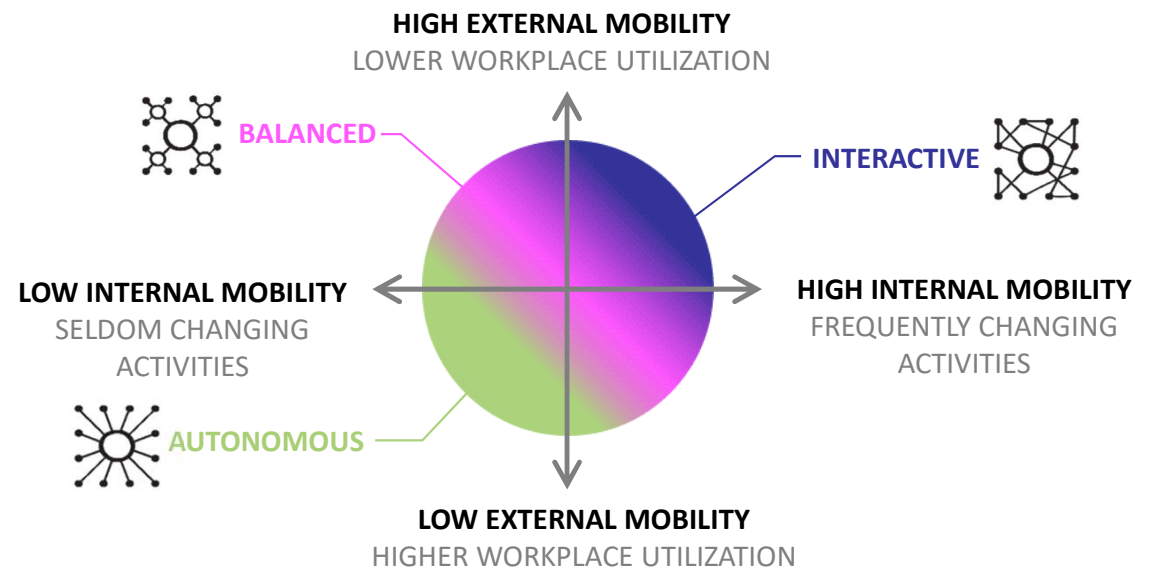 HIGH EXTERNAL MOBILITY
LOWER WORKPLACE UTILIZATION
BALANCED
INTERACTIVE
LOW INTERNAL MOBILITY
SELDOM CHANGING
ACTIVITIES
HIGH INTERNAL MOBILITY
FREQUENTLY CHANGING
ACTIVITIES
AUTONOMOUS
LOW EXTERNAL MOBILITY
HIGHER WORKPLACE UTILIZATION